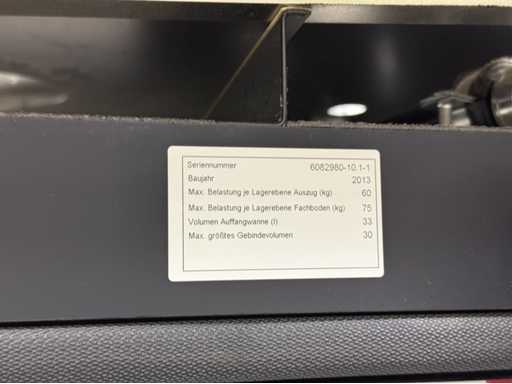 Seriennummer 6082980-10.1-1
Baujahr 2013
Max. Belastung je Lagerebene Auszug (kg) 60
Max. Belastung je Lagerebene Fachboden (kg) 75
Volumen Auffangwanne (l) 33
Max. größtes Gebindevolumen 30